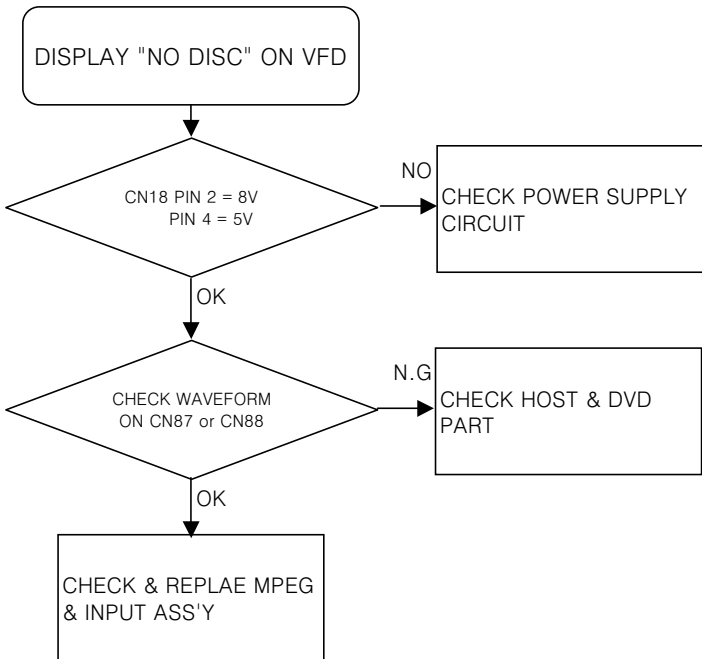 DISPLAY "NO DISC" ON VFD
CN18 PIN 2 = 8V
PIN 4 = 5V
NO
CHECK POWER SUPPLY
CIRCUIT
OK
CHECK WAVEFORM
ON CN87 or CN88
N.G
CHECK HOST & DVD
PART
OK
CHECK & REPLAE MPEG
& INPUT ASS'Y